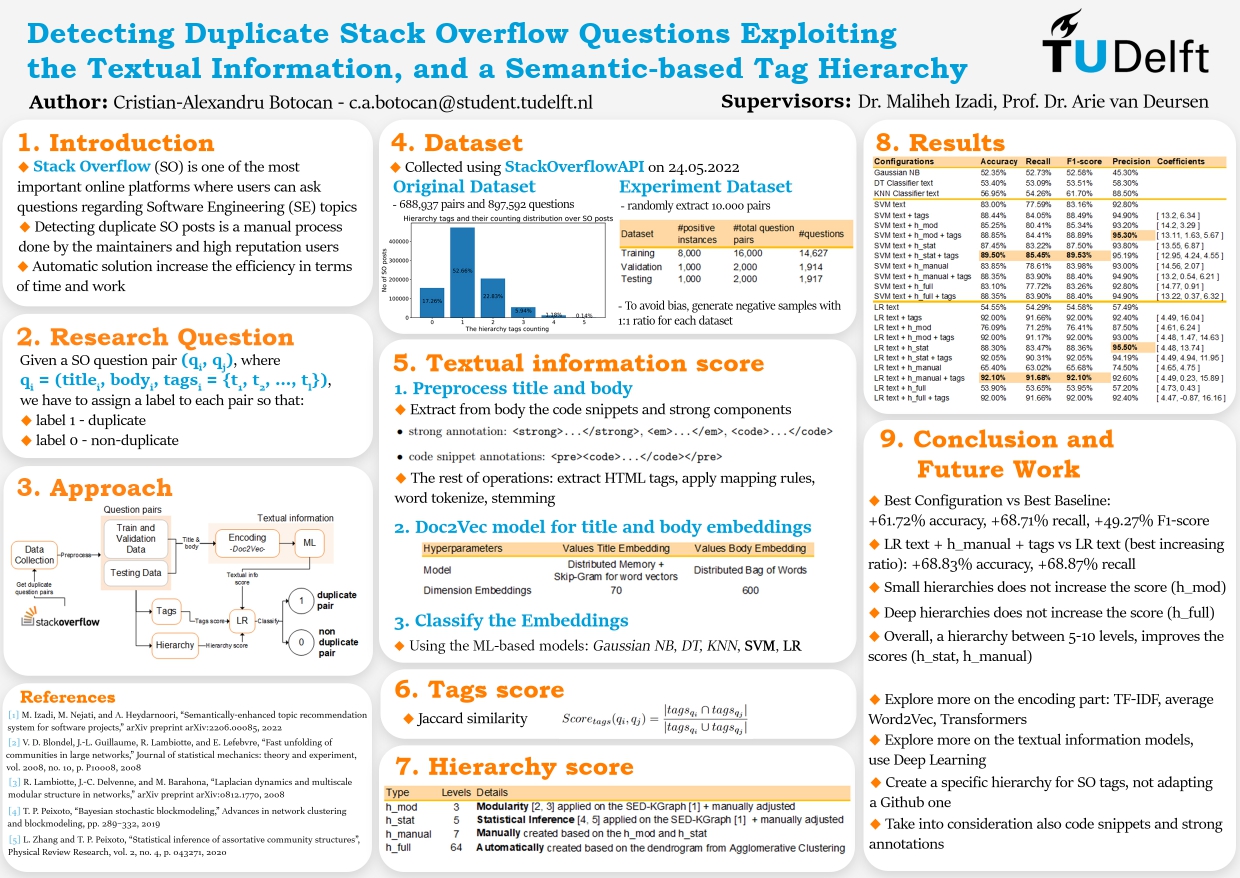 Detecting Duplicate Stack Overflow Questions Exploiting
the Textual Information, and a Semantic-based Tag Hierarchy
TU Delft
Author: Cristian-Alexandru Botocan - c.a.botocan@student.tudelft.nl
Supervisors: Dr. Maliheh Izadi, Prof. Dr. Arie van Deursen
1. Introduction
◆ Stack Overflow (SO) is one of the most
important online platforms where users can ask
questions regarding Software Engineering (SE) topics
◆ Detecting duplicate SO posts is a manual process
done by the maintainers and high reputation users
◆ Automatic solution increase the efficiency in terms
of time and work
2. Research Question
Given a SO question pair (qi, qj), where
qi = (titlei, bodyi, tagsi = {t1, t2, ..., ti}),
we have to assign a label to each pair so that:
◆ label 1 - duplicate
◆ label 0 - non-duplicate
3. Approach
Question pairs
Textual information
Data
Collection
Preprocess
Train and
Validation
Data
Testing Data
Title &
body
Encoding
-Doc2Vec-
ML
Get duplicate
question pairs
stackoverflow
Textual info
score
Tags
Tags score
LR
Classify
Hierarchy
Hierarchy score
1
duplicate
pair
0
non
duplicate
pair
References
[1] M. Izadi, M. Nejati, and A. Heydarnoori, “Semantically-enhanced topic recommendation
system for software projects,” arXiv preprint arXiv:2206.00085, 2022
[2] V. D. Blondel, J.-L. Guillaume, R. Lambiotte, and E. Lefebvre, “Fast unfolding of
communities in large networks,” Journal of statistical mechanics: theory and experiment,
vol. 2008, no. 10, p. P10008, 2008
[3] R. Lambiotte, J.-C. Delvenne, and M. Barahona, “Laplacian dynamics and multiscale
modular structure in networks,” arXiv preprint arXiv:0812.1770, 2008
[4] T. P. Peixoto, “Bayesian stochastic blockmodeling,” Advances in network clustering
and blockmodeling, pp. 289–332, 2019
[5] L. Zhang and T. P. Peixoto, “Statistical inference of assortative community structures”,
Physical Review Research, vol. 2, no. 4, p. 043271, 2020
4. Dataset
◆ Collected using StackOverflowAPI on 24.05.2022
Original Dataset
- 688,937 pairs and 897,592 questions
Hierarchy tags and their counting distribution over SO posts
No of SO posts
400000
300000
200000
100000
0
17.26%
52.66%
22.83%
5.94%
1.18%
0.14%
0 1 2 3 4 5
The hierarchy tags counting
Experiment Dataset
- randomly extract 10.000 pairs
Dataset #positive instances #total question pairs #questions
Training 8,000 16,000 14,627
Validation 1,000 2,000 1,914
Testing 1,000 2,000 1,917
- To avoid bias, generate negative samples with
1:1 ratio for each dataset
5. Textual information score
1. Preprocess title and body
◆ Extract from body the code snippets and strong components
• strong annotation: <strong>...</strong>, <em>...</em>, <code>...</code>
• code snippet annotations: <pre><code>...</code></pre>
◆ The rest of operations: extract HTML tags, apply mapping rules,
word tokenize, stemming
2. Doc2Vec model for title and body embeddings
Hyperparameters Values Title Embedding Values Body Embedding
Model Distributed Memory + Skip-Gram for word vectors Distributed Bag of Words
Dimension Embeddings 70 600
3. Classify the Embeddings
◆ Using the ML-based models: Gaussian NB, DT, KNN, SVM, LR
6. Tags score
◆ Jaccard similarity
Score_tags(qi, qj) = |tags_qi ∩ tags_qj| / |tags_qi ∪ tags_qj|
7. Hierarchy score
Type Levels Details
h_mod 3 Modularity [2, 3] applied on the SED-KGraph [1] + manually adjusted
h_stat 5 Statistical Inference [4, 5] applied on the SED-KGraph [1] + manually adjusted
h_manual 7 Manually created based on the h_mod and h_stat
h_full 64 Automatically created based on the dendrogram from Agglomerative Clustering
8. Results
Configurations Accuracy Recall F1-score Precision Coefficients
Gaussian NB 52.35% 52.73% 52.58% 45.30%
DT Classifier text 53.40% 53.09% 53.51% 58.30%
KNN Classifier text 56.95% 54.26% 61.70% 88.50%
SVM text 83.00% 77.59% 83.16% 92.80%
SVM text + tags 88.44% 84.05% 88.49% 94.90% [ 13.2, 6.34 ]
SVM text + h_mod 85.25% 80.41% 85.34% 93.20% [ 14.2, 3.29 ]
SVM text + h_mod + tags 88.85% 84.41% 88.89% 95.30% [ 13.11, 1.63, 5.67 ]
SVM text + h_stat 87.45% 83.22% 87.50% 93.80% [ 13.55, 6.87 ]
SVM text + h_stat + tags 89.50% 85.45% 89.53% 95.19% [ 12.95, 4.24, 4.55 ]
SVM text + h_manual 83.85% 78.61% 83.98% 93.00% [ 14.56, 2.07 ]
SVM text + h_manual + tags 88.35% 83.90% 88.40% 94.90% [ 13.2, 0.54, 6.21 ]
SVM text + h_full 83.10% 77.72% 83.26% 92.80% [ 14.77, 0.91 ]
SVM text + h_full + tags 88.35% 83.90% 88.40% 94.90% [ 13.22, 0.37, 6.32 ]
LR text 54.55% 54.29% 54.58% 57.49%
LR text + tags 92.00% 91.66% 92.00% 92.40% [ 4.49, 16.04 ]
LR text + h_mod 76.09% 71.25% 76.41% 87.50% [ 4.61, 6.24 ]
LR text + h_mod + tags 92.00% 91.17% 92.00% 93.00% [ 4.48, 1.47, 14.63 ]
LR text + h_stat 88.30% 83.47% 88.36% 95.50% [ 4.48, 13.74 ]
LR text + h_stat + tags 92.05% 90.31% 92.05% 94.19% [ 4.49, 4.94, 11.95 ]
LR text + h_manual 65.40% 63.02% 65.68% 74.50% [ 4.65, 4.75 ]
LR text + h_manual + tags 92.10% 91.68% 92.10% 92.60% [ 4.49, 0.23, 15.89 ]
LR text + h_full 53.90% 53.65% 53.95% 57.20% [ 4.73, 0.43 ]
LR text + h_full + tags 92.00% 91.66% 92.00% 92.40% [ 4.47, -0.87, 16.16 ]
9. Conclusion and
Future Work
◆ Best Configuration vs Best Baseline:
+61.72% accuracy, +68.71% recall, +49.27% F1-score
◆ LR text + h_manual + tags vs LR text (best increasing
ratio): +68.83% accuracy, +68.87% recall
◆ Small hierarchies does not increase the score (h_mod)
◆ Deep hierarchies does not increase the score (h_full)
◆ Overall, a hierarchy between 5-10 levels, improves the
scores (h_stat, h_manual)
◆ Explore more on the encoding part: TF-IDF, average
Word2Vec, Transformers
◆ Explore more on the textual information models,
use Deep Learning
◆ Create a specific hierarchy for SO tags, not adapting
a Github one
◆ Take into consideration also code snippets and strong
annotations